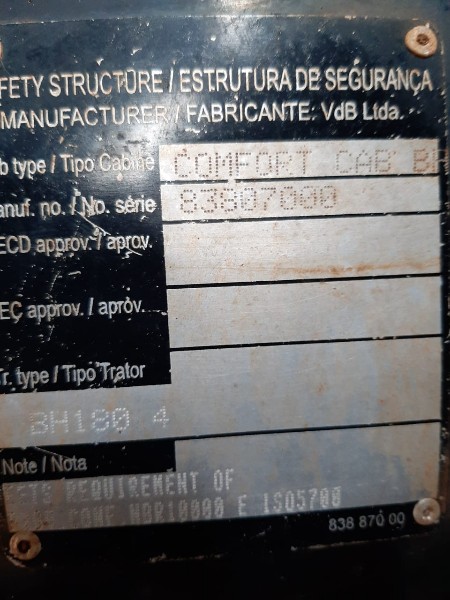 FETY STRUCTURE / ESTRUTURA DE SEGURANÇA
MANUFACTURER / FABRICANTE: VdB Ltda.
b type / Tipo Cabine COMFORT CAB BH
anuf. no. / No. série 83807000
ECD approv. / aprov.
EC approv. / aprov.
r. type / Tipo Trator
BH180 4
Note / Nota
ETS REQUIREMENT OF
CONF NBR10000 E ISO5700
838 870 00